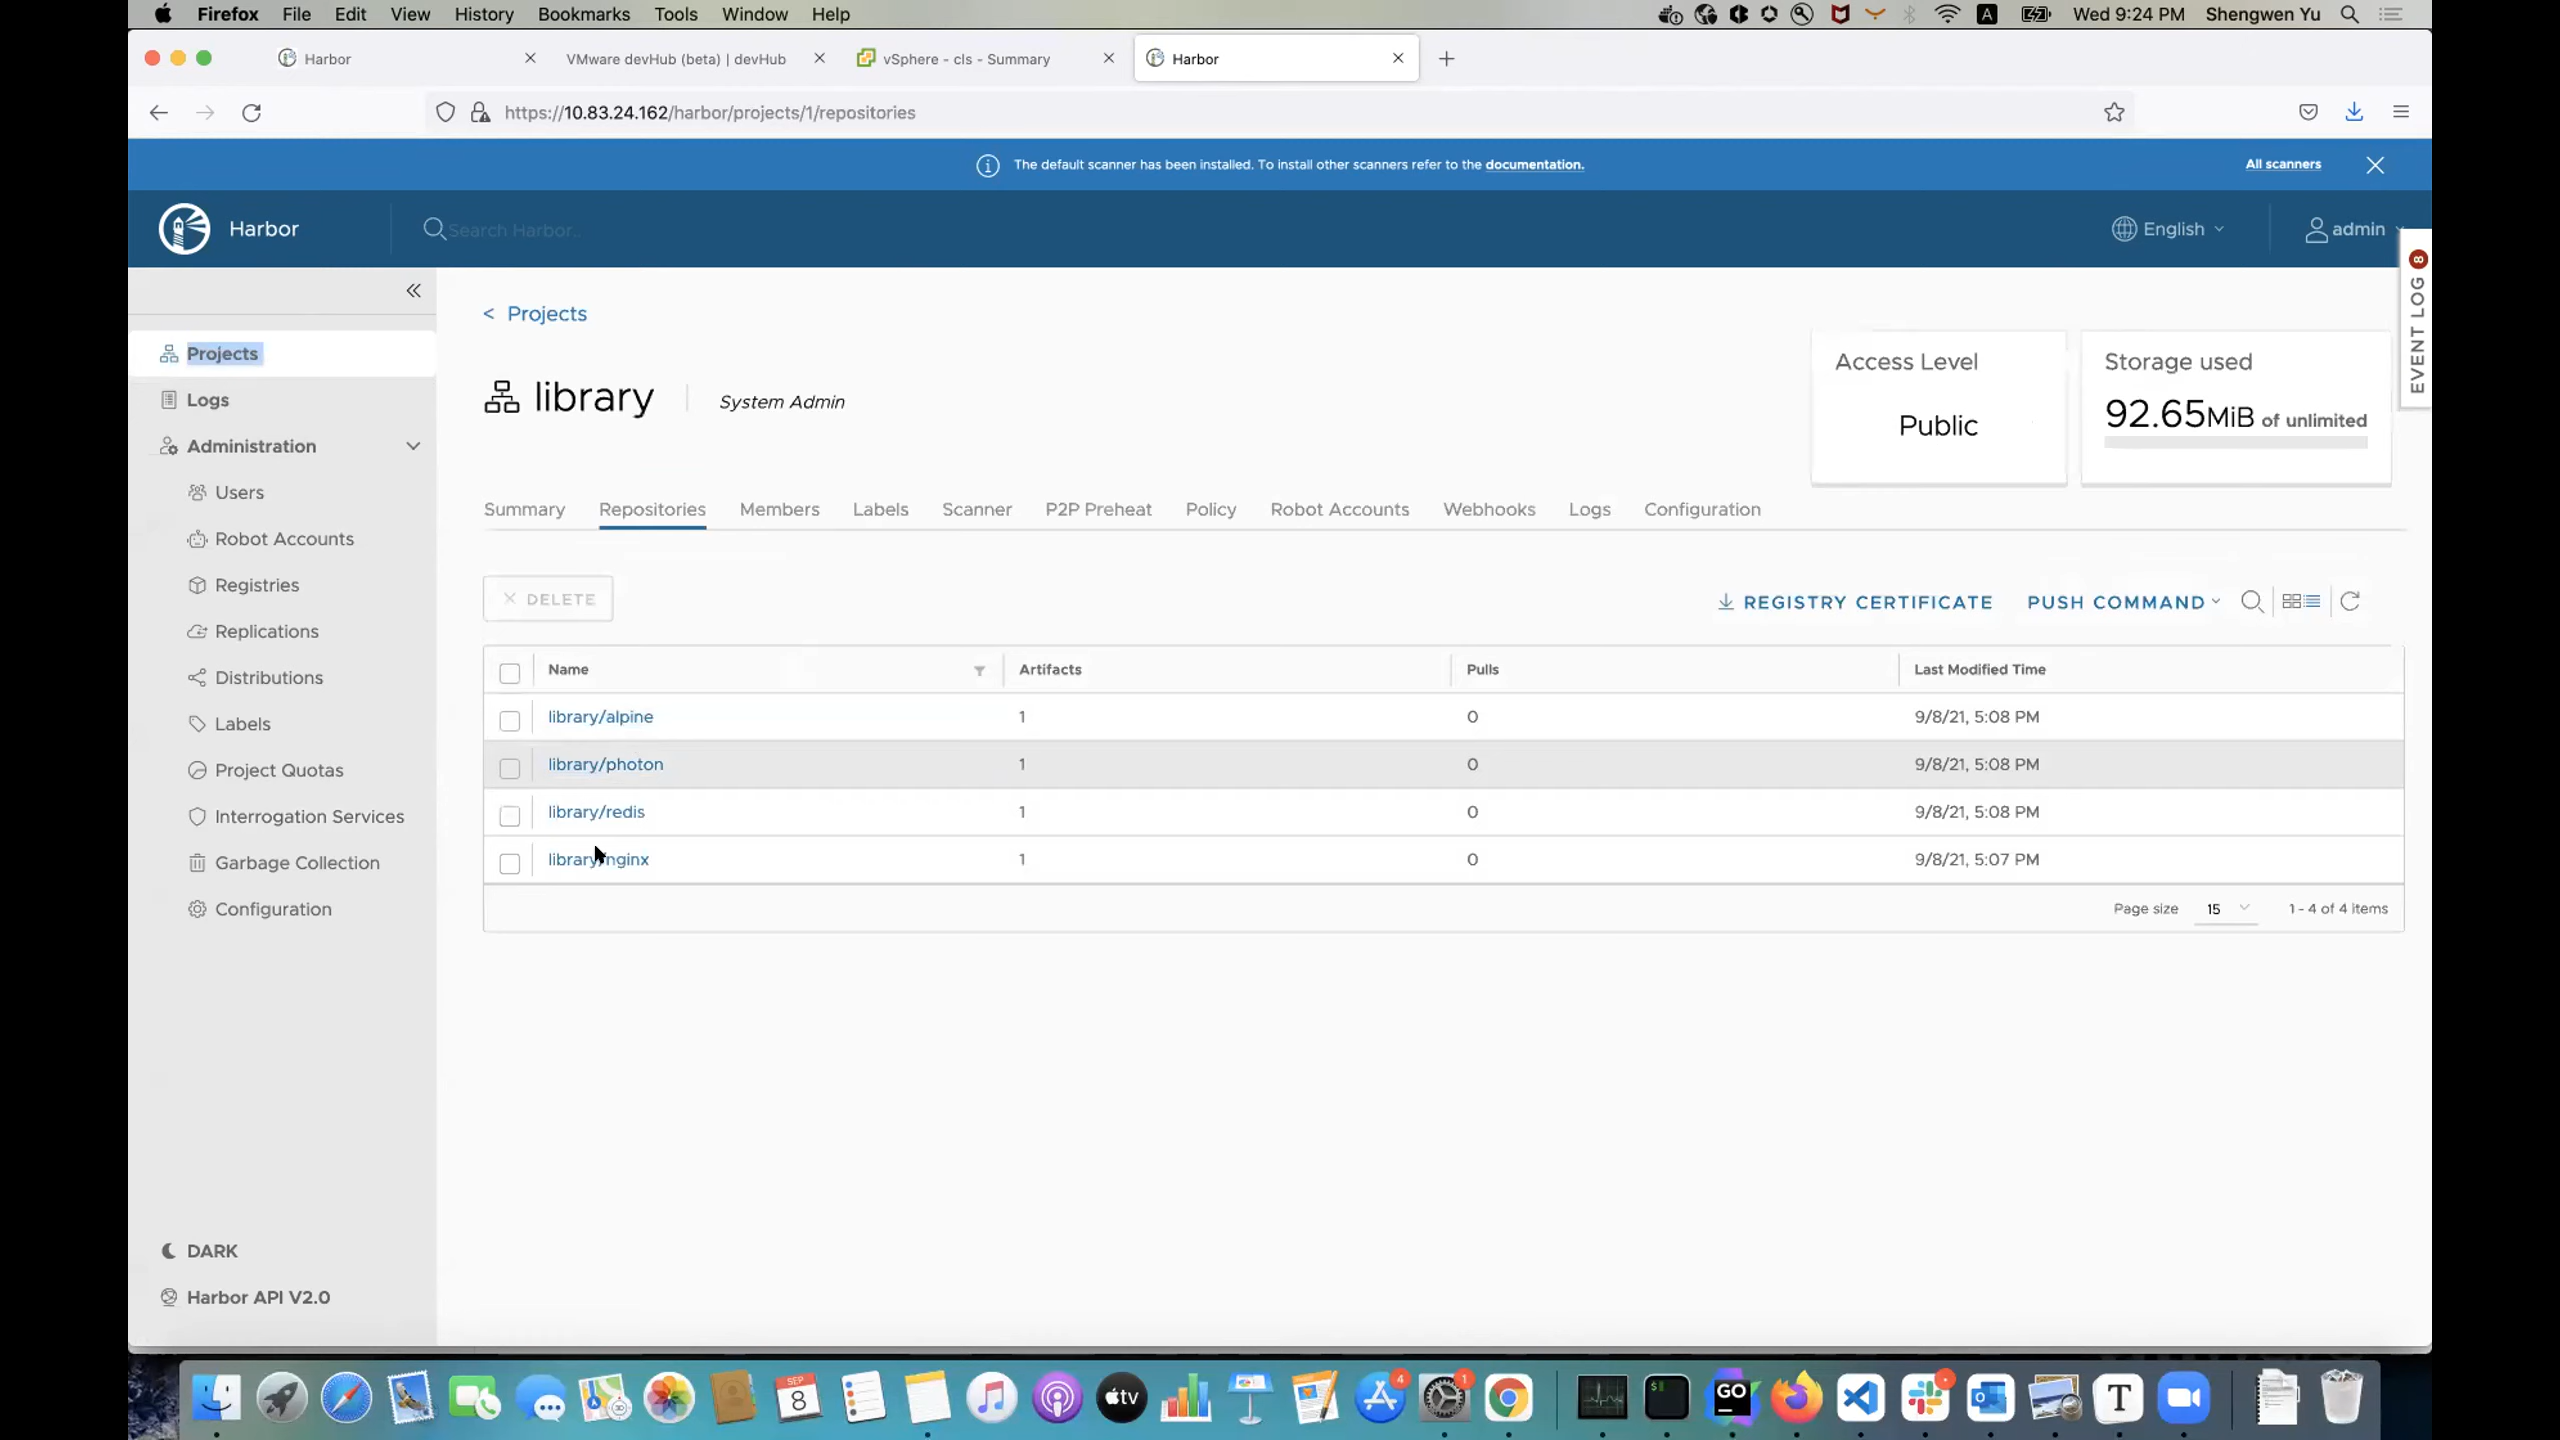 Firefox File Edit View History Bookmarks Tools Window Help
A Wed 9:24 PM Shengwen Yu
Harbor
VMware devHub (beta) | devHub
vSphere - cls - Summary
Harbor
https://10.83.24.162/harbor/projects/1/repositories
The default scanner has been installed. To install other scanners refer to the documentation.
All scanners
Harbor
Search Harbor...
English
admin
EVENT LOG 8
Projects
Logs
Administration
Users
Robot Accounts
Registries
Replications
Distributions
Labels
Project Quotas
Interrogation Services
Garbage Collection
Configuration
DARK
Harbor API V2.0
< Projects
library
System Admin
Access Level
Public
Storage used
92.65MiB of unlimited
Summary Repositories Members Labels Scanner P2P Preheat Policy Robot Accounts Webhooks Logs Configuration
DELETE
REGISTRY CERTIFICATE
PUSH COMMAND
Name Artifacts Pulls Last Modified Time
library/alpine 1 0 9/8/21, 5:08 PM
library/photon 1 0 9/8/21, 5:08 PM
library/redis 1 0 9/8/21, 5:08 PM
library/nginx 1 0 9/8/21, 5:07 PM
Page size 15 1 - 4 of 4 items
SEP
8
tv
4
1
$
GO
T